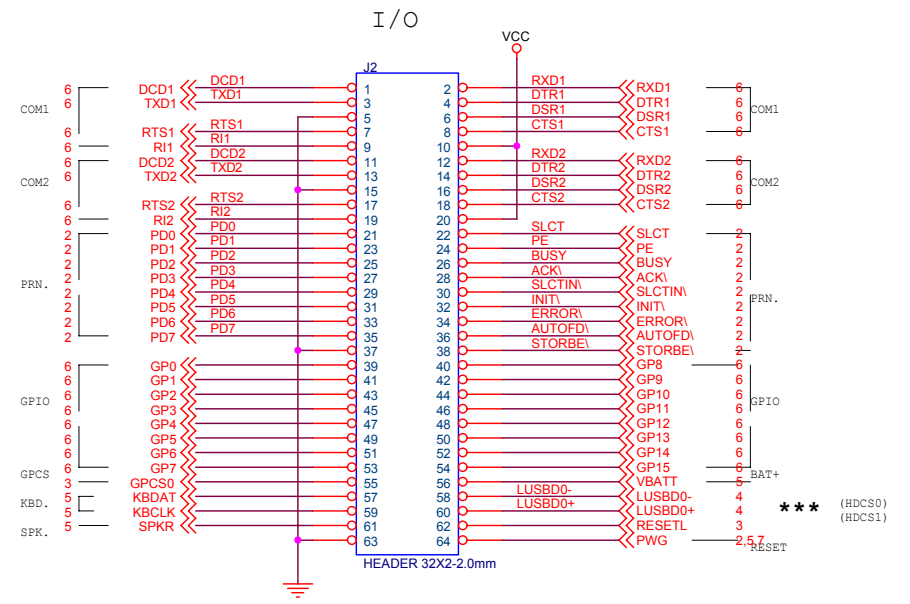 I/O
VCC
J2
COM1
6 DCD1 DCD1 1 2 RXD1 RXD1 6
6 TXD1 TXD1 3 4 DTR1 DTR1 6
5 6 DSR1 DSR1 6
6 RTS1 RTS1 7 8 CTS1 CTS1 6
COM1
COM2
6 RI1 RI1 9 10
6 DCD2 DCD2 11 12 RXD2 RXD2 6
6 TXD2 TXD2 13 14 DTR2 DTR2 6
15 16 DSR2 DSR2 6
6 RTS2 RTS2 17 18 CTS2 CTS2 6
COM2
6 RI2 RI2 19 20
PRN.
2 PD0 PD0 21 22 SLCT SLCT 2
2 PD1 PD1 23 24 PE PE 2
2 PD2 PD2 25 26 BUSY BUSY 2
2 PD3 PD3 27 28 ACK\ ACK\ 2
2 PD4 PD4 29 30 SLCTIN\ SLCTIN\ 2
2 PD5 PD5 31 32 INIT\ INIT\ 2
2 PD6 PD6 33 34 ERROR\ ERROR\ 2
2 PD7 PD7 35 36 AUTOFD\ AUTOFD\ 2
37 38 STORBE\ STORBE\ 2
PRN.
GPIO
6 GP0 39 40 GP8 6
6 GP1 41 42 GP9 6
6 GP2 43 44 GP10 6
6 GP3 45 46 GP11 6
6 GP4 47 48 GP12 6
6 GP5 49 50 GP13 6
6 GP6 51 52 GP14 6
6 GP7 53 54 GP15 6
GPIO
GPCS
3 GPCS0 55 56 VBATT 5
BAT+
KBD.
5 KBDAT 57 58 LUSBD0- LUSBD0- 4
5 KBCLK 59 60 LUSBD0+ LUSBD0+ 4
*** (HDCS0)
(HDCS1)
SPK.
5 SPKR 61 62 RESETL 3
63 64 PWG 2,5,7
RESET
HEADER 32X2-2.0mm